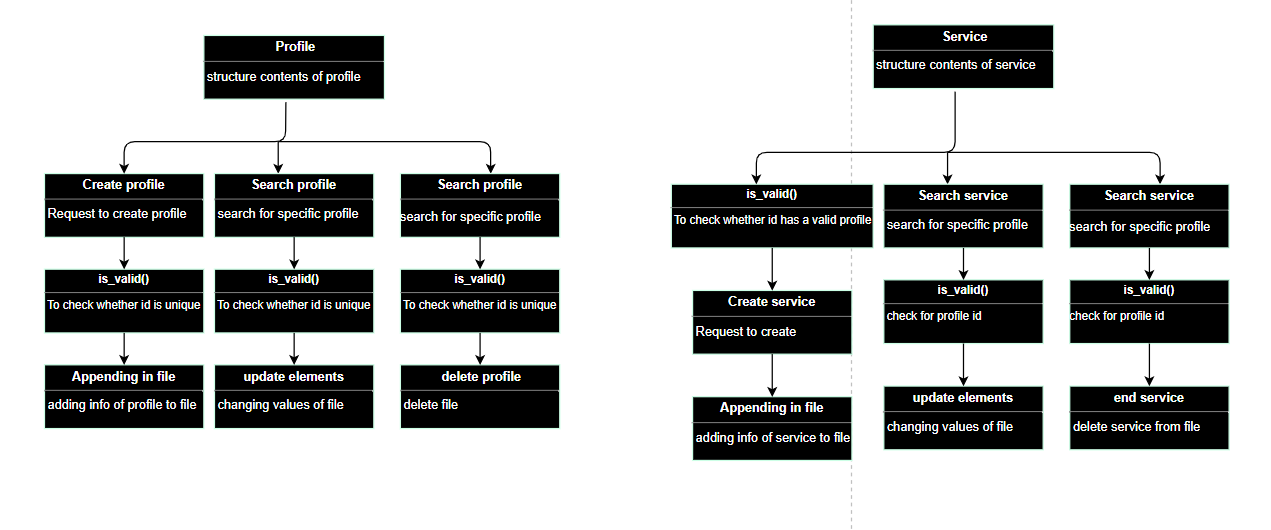 Profile
structure contents of profile
Create profile
Request to create profile
is_valid()
To check whether id is unique
Appending in file
adding info of profile to file
Search profile
search for specific profile
is_valid()
To check whether id is unique
update elements
changing values of file
Search profile
search for specific profile
is_valid()
To check whether id is unique
delete profile
delete file
Service
structure contents of service
is_valid()
To check whether id has a valid profile
Create service
Request to create
Appending in file
adding info of service to file
Search service
search for specific profile
is_valid()
check for profile id
update elements
changing values of file
Search service
search for specific profile
is_valid()
check for profile id
end service
delete service from file